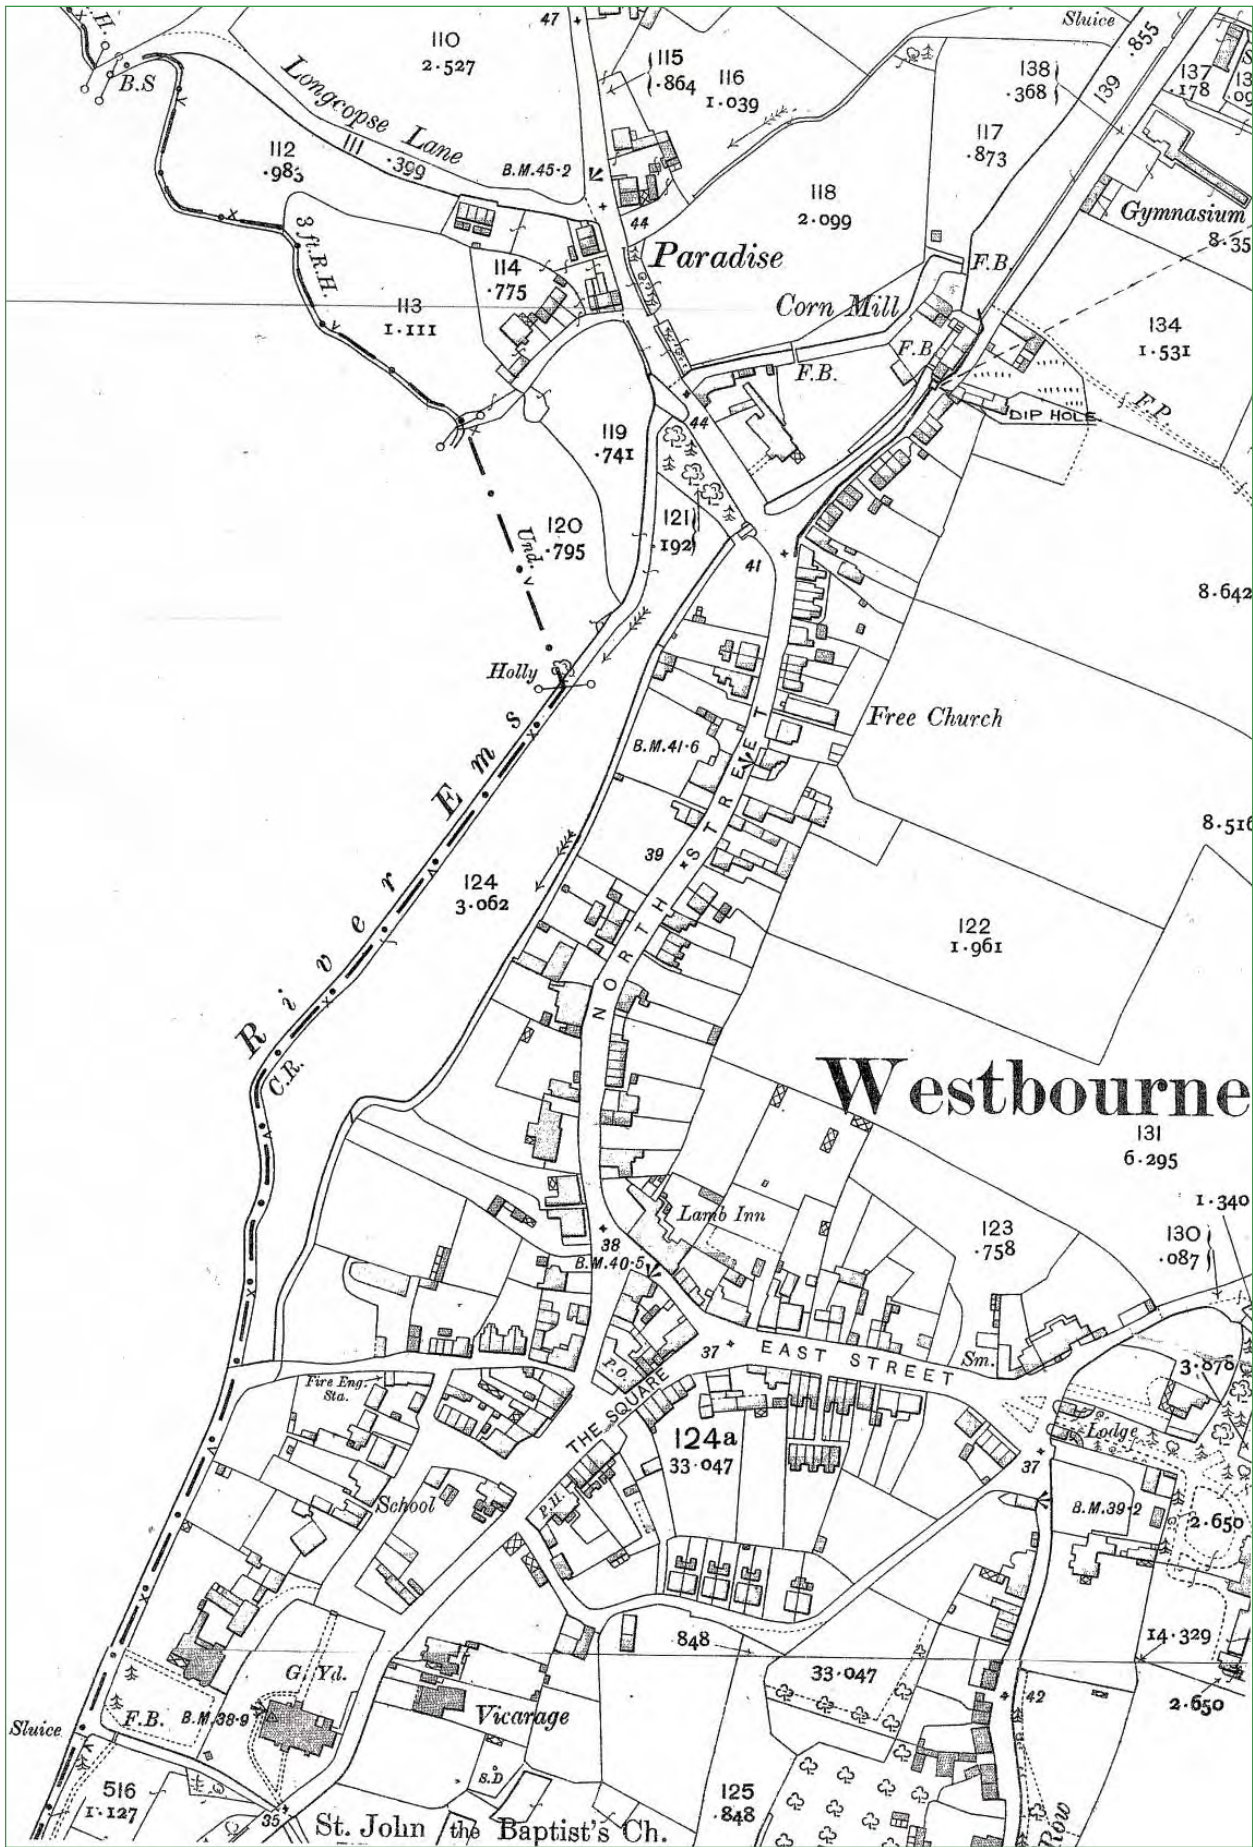 47
Sluice
.855
110
2.527
115
.864
116
1.039
138
.368
139
137
.178
B.S
Longcopse Lane
111
.399
112
.983
B.M.45.2
117
.873
118
2.099
Gymnasium
8.35
44
3 ft. R.H.
Paradise
114
.775
F.B.
113
1.111
Corn Mill
134
1.531
F.B.
F.B.
F.P.
DIP HOLE
44
119
.741
120
.795
121
.192
Und.
41
8.642
Holly
Free Church
B.M.41.6
River Ems
NORTH STREET
8.516
39
124
3.062
122
1.961
C.R.
Westbourne
131
6.295
1.340
Lamb Inn
123
.758
130
.087
38
B.M.40.5
37
EAST STREET
Sm.
P.O.
3.878
Fire Eng.
Sta.
THE SQUARE
Lodge
124a
33.047
37
B.M.39.2
School
P.H.
2.650
848
14.329
G. Yd.
33.047
42
2.650
Sluice
F.B.
B.M.38.9
Vicarage
S.D
516
1.127
125
.848
35
St. John the Baptist's Ch.